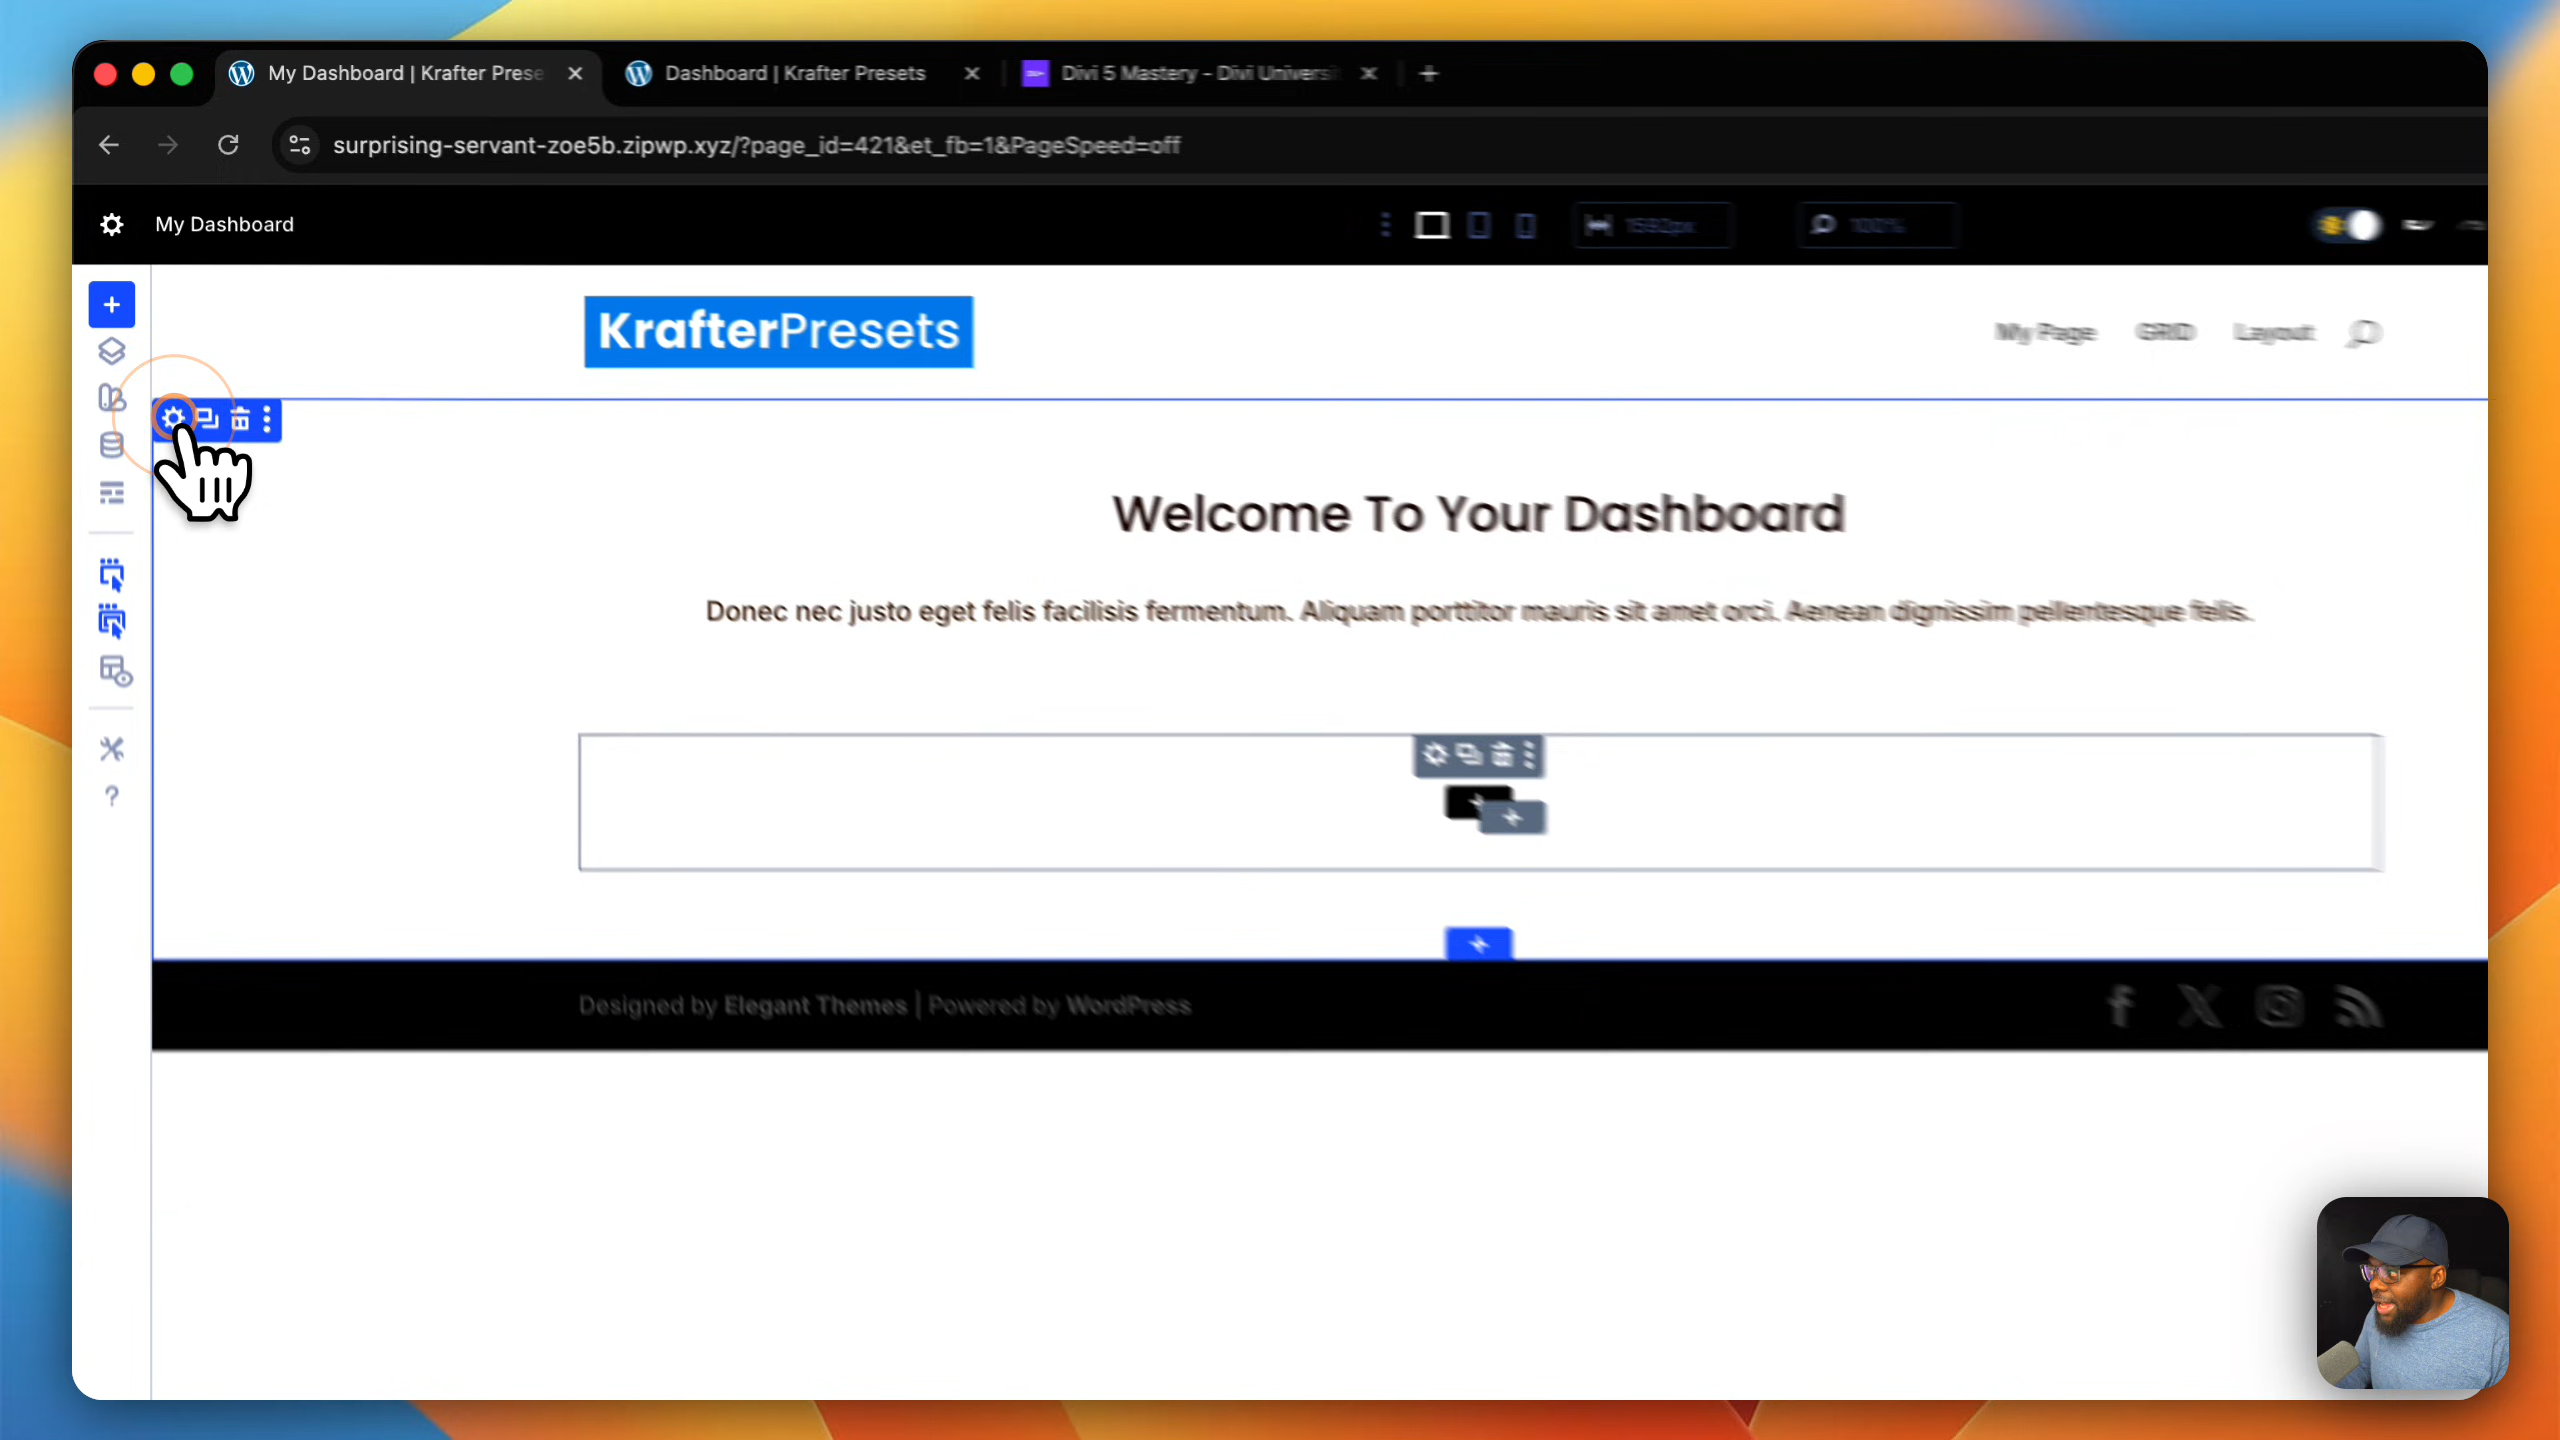 My Dashboard | Krafter Prese
Dashboard | Krafter Presets
Divi 5 Mastery - Divi Universi
surprising-servant-zoe5b.zipwp.xyz/?page_id=421&et_fb=1&PageSpeed=off
My Dashboard
1592px
100%
KrafterPresets
My Page
GRID
Layout
Welcome To Your Dashboard
Donec nec justo eget felis facilisis fermentum. Aliquam porttitor mauris sit amet orci. Aenean dignissim pellentesque felis.
Designed by Elegant Themes | Powered by WordPress